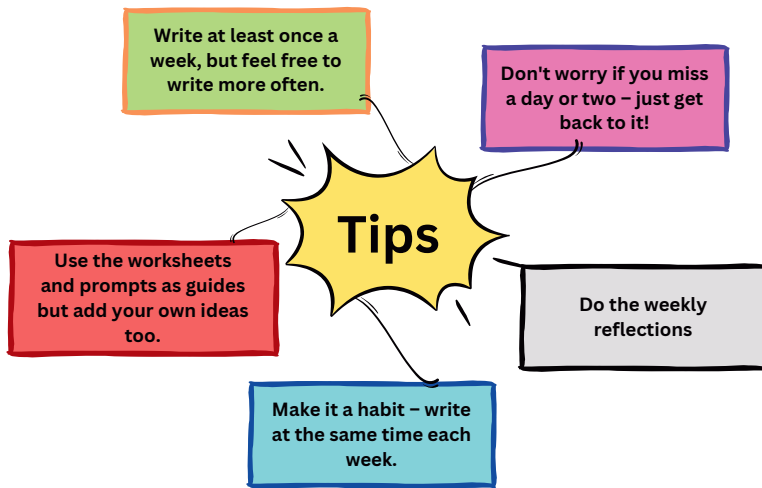 Write at least once a
week, but feel free to
write more often.
Don't worry if you miss
a day or two – just get
back to it!
Tips
Use the worksheets
and prompts as guides
but add your own ideas
too.
Do the weekly
reflections
Make it a habit – write
at the same time each
week.